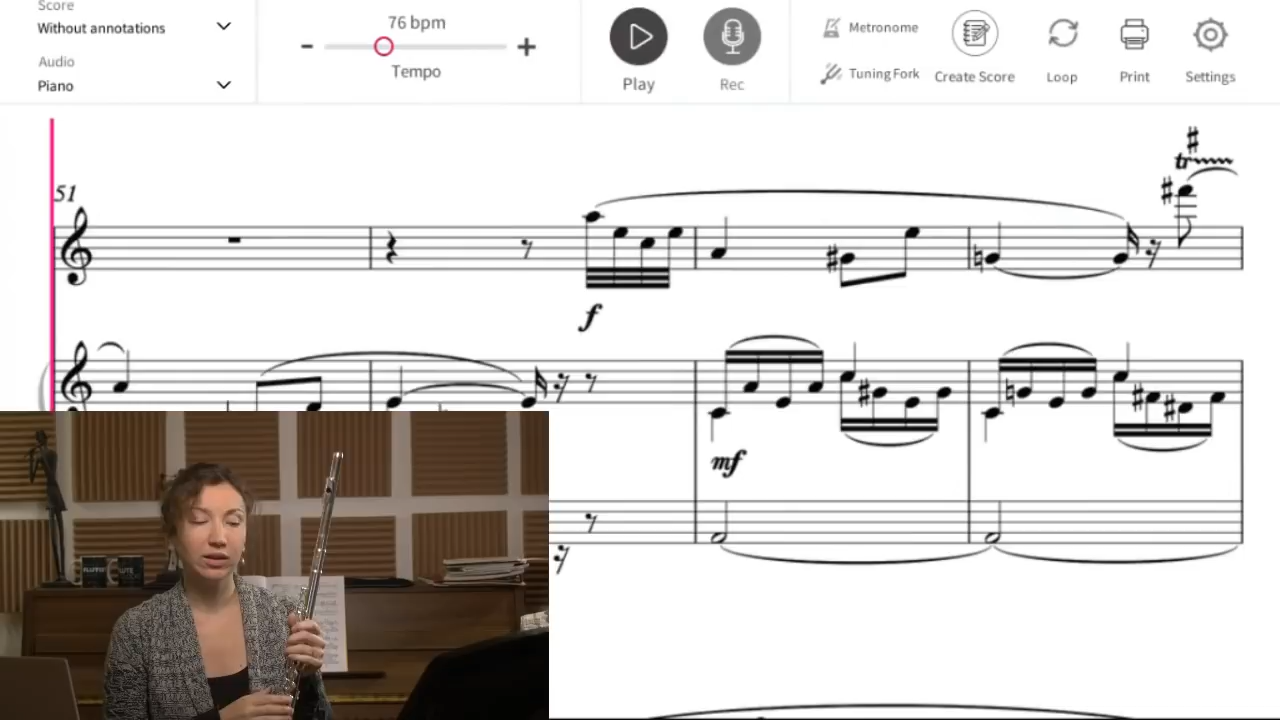 Score
Without annotations
Audio
Piano
76 bpm
Tempo
Play
Rec
Metronome
Tuning Fork
Create Score
Loop
Print
Settings
51
tr
f
mf